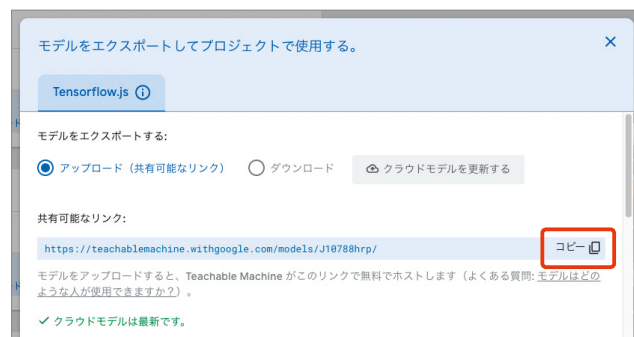 モデルをエクスポートしてプロジェクトで使用する。
Tensorflow.js
モデルをエクスポートする:
アップロード（共有可能なリンク） ダウンロード クラウドモデルを更新する
共有可能なリンク:
https://teachablemachine.withgoogle.com/models/J10788hrp/ コピー
モデルをアップロードすると、Teachable Machine がこのリンクで無料でホストします（よくある質問: モデルはどの
ような人が使用できますか？）。
クラウドモデルは最新です。